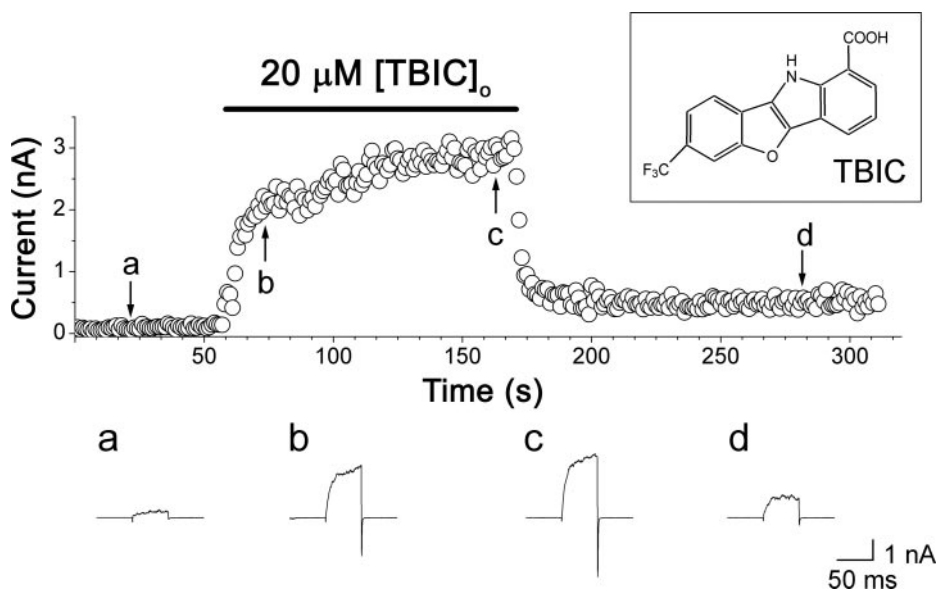 20 μM [TBIC]o
COOH
H
N
O
F3C
TBIC
Current (nA)
3
2
1
0
a
b
c
d
50
100
150
200
250
300
Time (s)
a
b
c
d
1 nA
50 ms